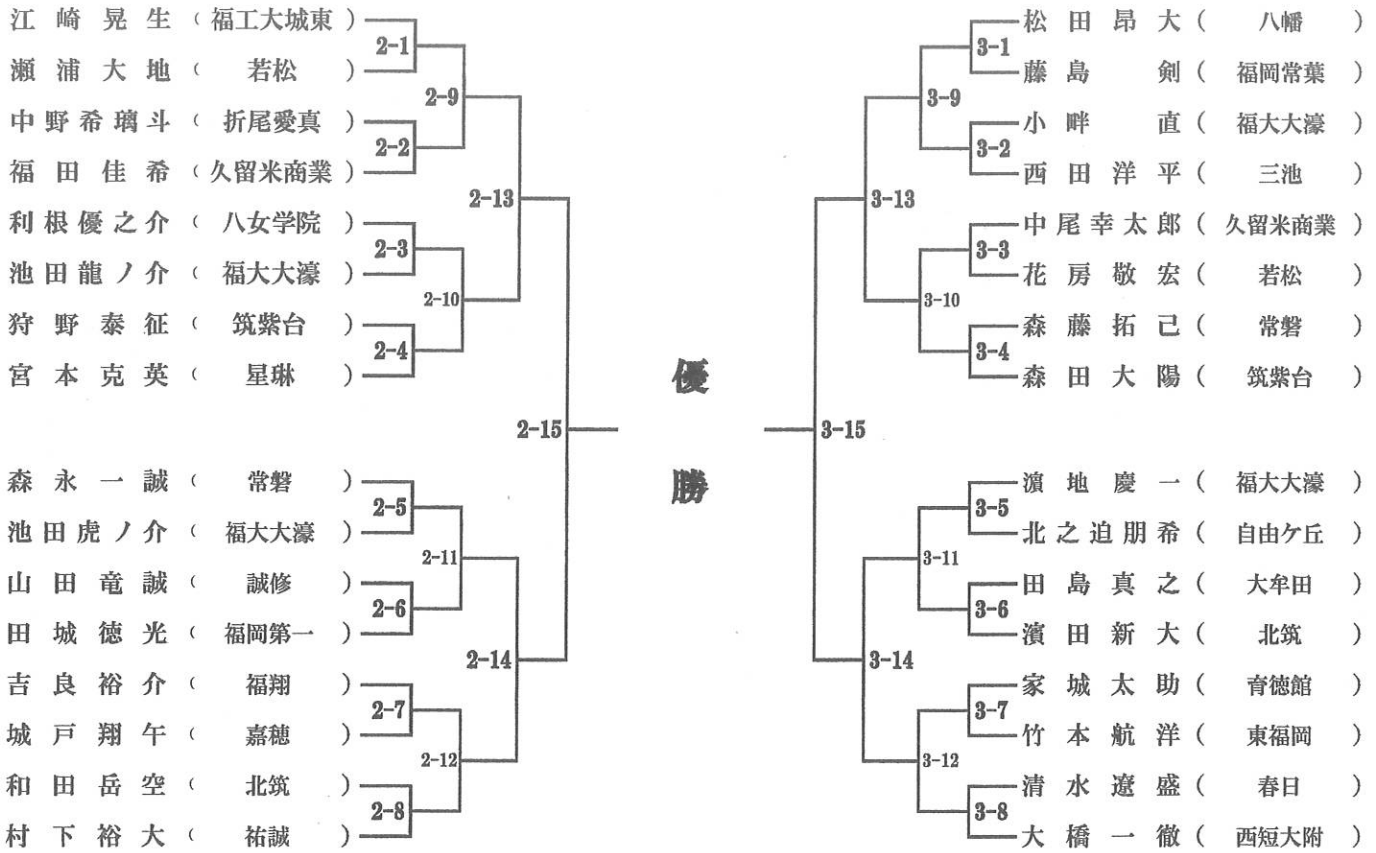 江崎晃生（福工大城東）
2-1
瀬浦大地（若松）
2-9
中野希璃斗（折尾愛真）
2-2
福田佳希（久留米商業）
2-13
利根優之介（八女学院）
2-3
池田龍ノ介（福大大濠）
2-10
狩野泰征（筑紫台）
2-4
宮本克英（星琳）
2-15
森永一誠（常磐）
2-5
池田虎ノ介（福大大濠）
2-11
山田竜誠（誠修）
2-6
田城徳光（福岡第一）
2-14
吉良裕介（福翔）
2-7
城戸翔午（嘉穂）
2-12
和田岳空（北筑）
2-8
村下裕大（祐誠）
優勝
松田昂大（八幡）
3-1
藤島剣（福岡常葉）
3-9
小畔直（福大大濠）
3-2
西田洋平（三池）
3-13
中尾幸太郎（久留米商業）
3-3
花房敬宏（若松）
3-10
森藤拓己（常磐）
3-4
森田大陽（筑紫台）
3-15
濵地慶一（福大大濠）
3-5
北之迫朋希（自由ケ丘）
3-11
田島真之（大牟田）
3-6
濱田新大（北筑）
3-14
家城太助（育徳館）
3-7
竹本航洋（東福岡）
3-12
清水遼盛（春日）
3-8
大橋一徹（西短大附）